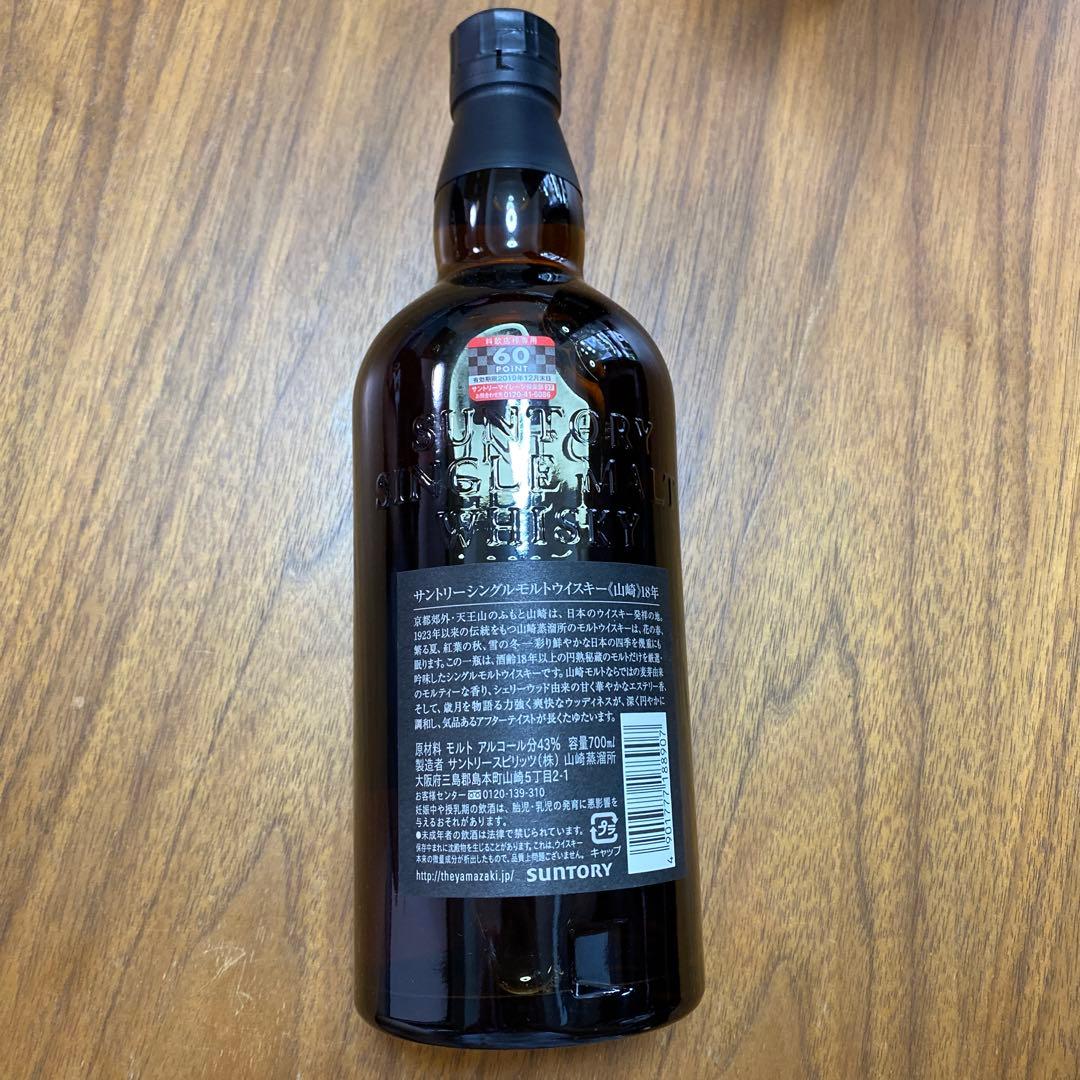 料飲店様専用
60
POINT
有効期限2019年12月末日
サントリーマイレージ倶楽部 27
お問合わせ先 0120-41-5086
SUNTORY
SINGLE MALT
WHISKY
サントリーシングルモルトウイスキー《山崎》18年
京都郊外・天王山のふもと山崎は、日本のウイスキー発祥の地。
1923年以来の伝統をもつ山崎蒸溜所のモルトウイスキーは、花の春、
繁る夏、紅葉の秋、雪の冬―彩り鮮やかな日本の四季を幾重にも
眠ります。この一瓶は、酒齢18年以上の円熟秘蔵のモルトだけを厳選・
吟味したシングルモルトウイスキーです。山崎モルトならではの麦芽由来
のモルティーな香り、シェリーウッド由来の甘く華やかなエステリー香、
そして、歳月を物語る力強く爽快なウッディネスが、深く円やかに
調和し、気品あるアフターテイストが長くたゆたいます。
原材料 モルト アルコール分43% 容量700ml
製造者 サントリースピリッツ(株) 山崎蒸溜所
大阪府三島郡島本町山崎5丁目2-1
お客様センター 0120-139-310
妊娠中や授乳期の飲酒は、胎児・乳児の発育に悪影響を
与えるおそれがあります。
●未成年者の飲酒は法律で禁じられています。
保存中まれに沈澱物を生じることがあります。これは、ウイスキー
本来の微量成分が析出したもので、品質上問題ございません。
プラ
キャップ
http://theyamazaki.jp/ SUNTORY
4 901777 188907